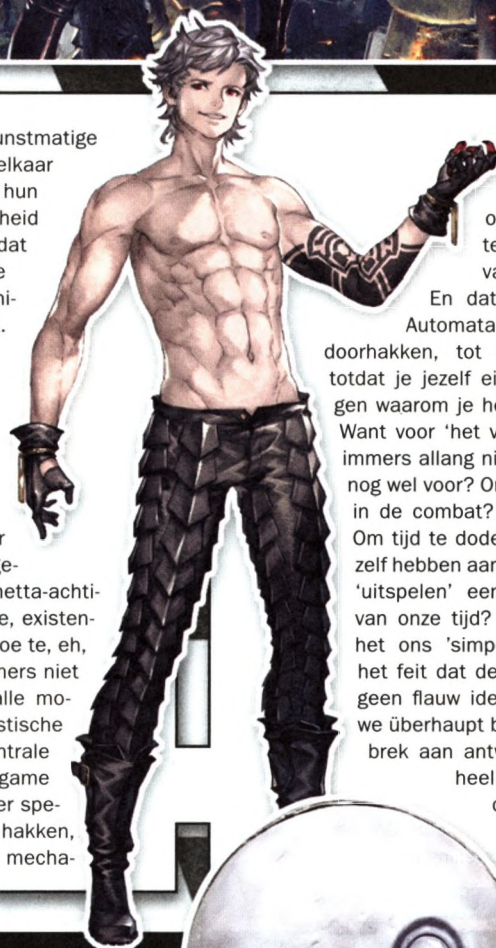 unstmatige
elkaar
hun
heid
dat
e
ni-
.
r
ge-
netta-achti-
e, existen-
oe te, eh,
mers niet
alle mo-
stische
ntrale
game
er spe-
hakken,
mecha-
o
te
va
En dat
Automata
doorhakken, tot
totdat je jezelf ei
gen waarom je he
Want voor ‘het v
immers allang ni
nog wel voor? On
in de combat?
Om tijd te dode
zelf hebben aan
‘uitspelen’ eer
van onze tijd?
het ons ’simp
het feit dat de
geen flauw ide
we überhaupt b
brek aan antw
heel